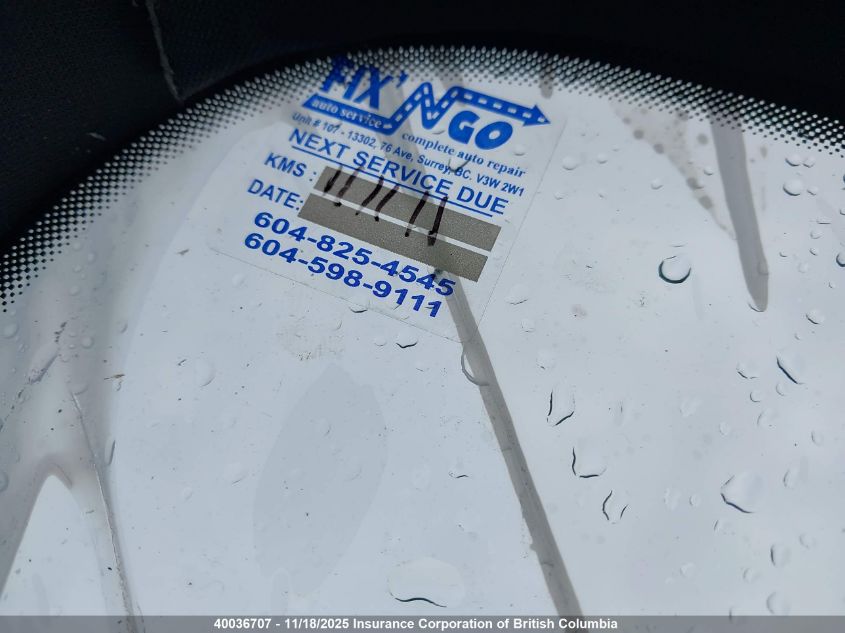 FIX'N GO
auto service
complete auto repair
Unit # 107 - 13302, 76 Ave, Surrey, BC. V3W 2W1
NEXT SERVICE DUE
KMS :
DATE:
604-825-4545
604-598-9111
40036707 - 11/18/2025 Insurance Corporation of British Columbia